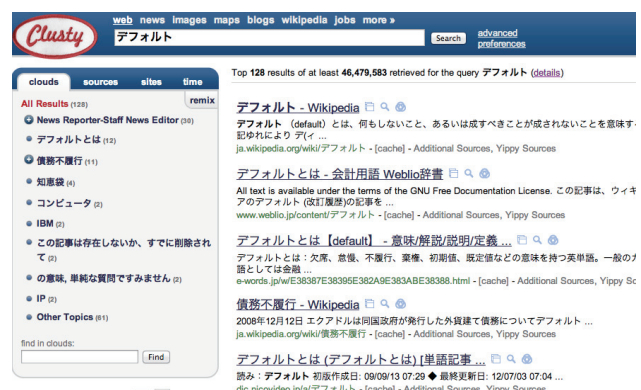 Clusty
web news images maps blogs wikipedia jobs more »
デフォルト
Search
advanced
preferences
clouds sources sites time
remix
All Results (128)
News Reporter-Staff News Editor (30)
デフォルトとは (12)
債務不履行 (11)
知恵袋 (4)
コンピュータ (2)
IBM (2)
この記事は存在しないか、すでに削除され
て (2)
の意味, 単純な質問ですみません (2)
IP (2)
Other Topics (61)
find in clouds:
Find
Top 128 results of at least 46,479,583 retrieved for the query デフォルト (details)
デフォルト - Wikipedia
デフォルト (default)とは、何もしないこと、あるいは成すべきことが成されないことを意味す
記ゆれにより デ(ィ ...
ja.wikipedia.org/wiki/デフォルト - [cache] - Additional Sources, Yippy Sources
デフォルトとは - 会計用語 Weblio辞書
All text is available under the terms of the GNU Free Documentation License. この記事は、ウィキ
アのデフォルト (改訂履歴)の記事を ...
www.weblio.jp/content/デフォルト - [cache] - Additional Sources, Yippy Sources
デフォルトとは【default】 - 意味/解説/説明/定義 ...
デフォルトとは：欠席、怠慢、不履行、棄権、初期値、既定値などの意味を持つ英単語。一般の
語としては金融 ...
e-words.jp/w/E38387E38395E382A9E383ABE38388.html - [cache] - Additional Sources, Yippy So
債務不履行 - Wikipedia
2008年12月12日 エクアドルは同国政府が発行した外貨建て債務についてデフォルト ...
ja.wikipedia.org/wiki/債務不履行 - [cache] - Additional Sources, Yippy Sources
デフォルトとは (デフォルトとは) [単語記事 ...
読み：デフォルト 初版作成日: 09/09/13 07:29 ◆ 最終更新日: 12/07/03 07:04 ...
dic.nicovideo.jp/a/デフォルト - [cache] - Additional Sources, Yippy Sources